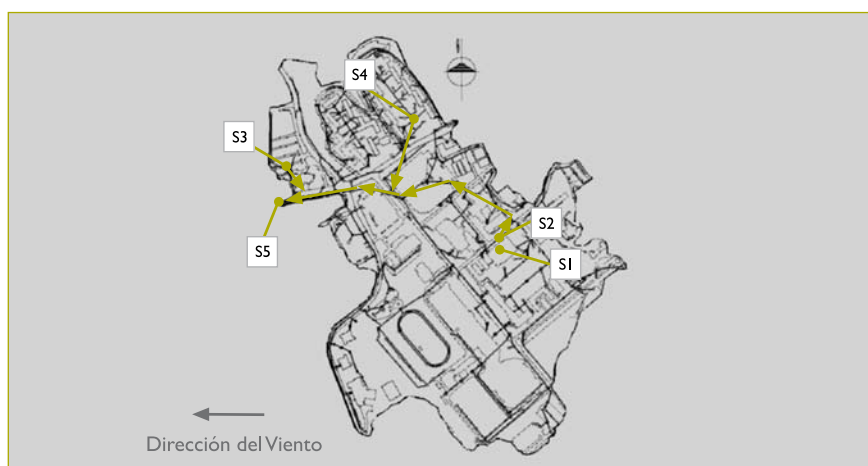 S4
S3
S2
S5
S1
Dirección del Viento